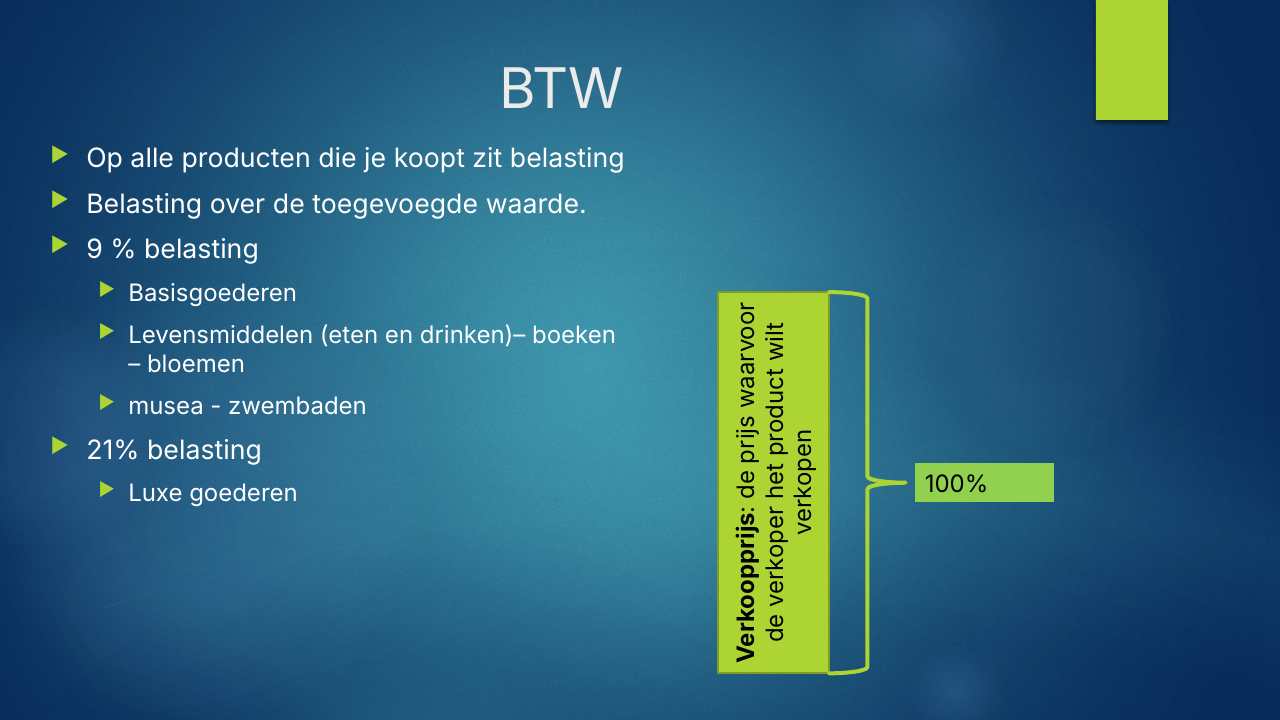 BTW
Op alle producten die je koopt zit belasting
Belasting over de toegevoegde waarde.
9 % belasting
Basisgoederen
Levensmiddelen (eten en drinken)– boeken
– bloemen
musea - zwembaden
21% belasting
Luxe goederen
Verkoopprijs: de prijs waarvoor
de verkoper het product wilt
verkopen
100%